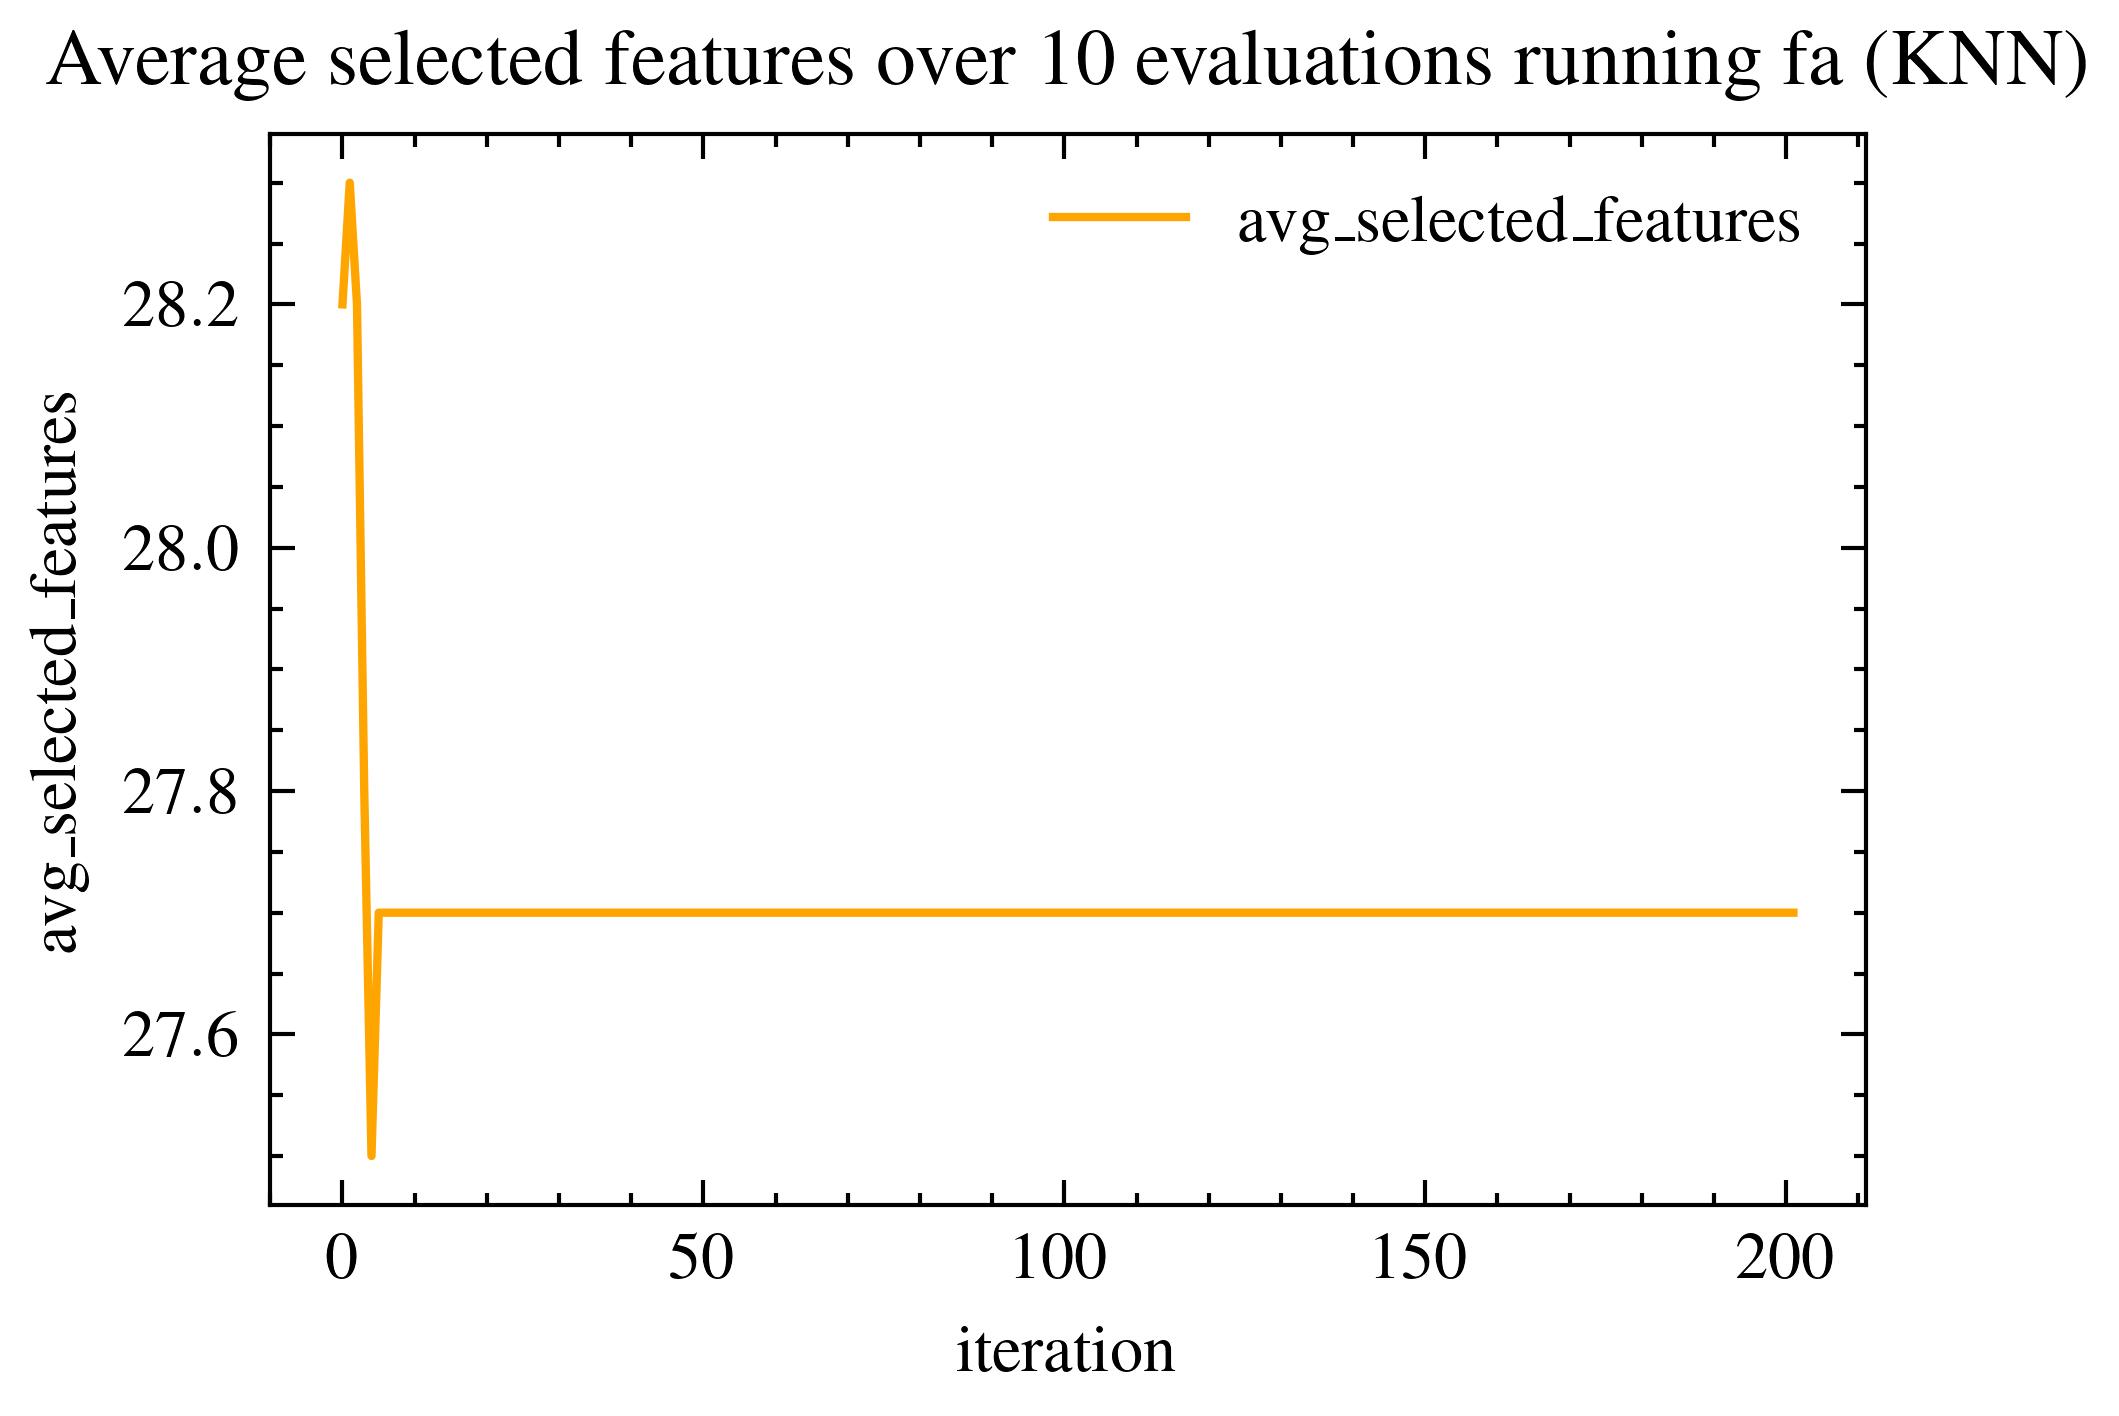 Average selected features over 10 evaluations running fa (KNN)
avg_selected_features
avg_selected_features
28.2
28.0
27.8
27.6
0 50 100 150 200
iteration